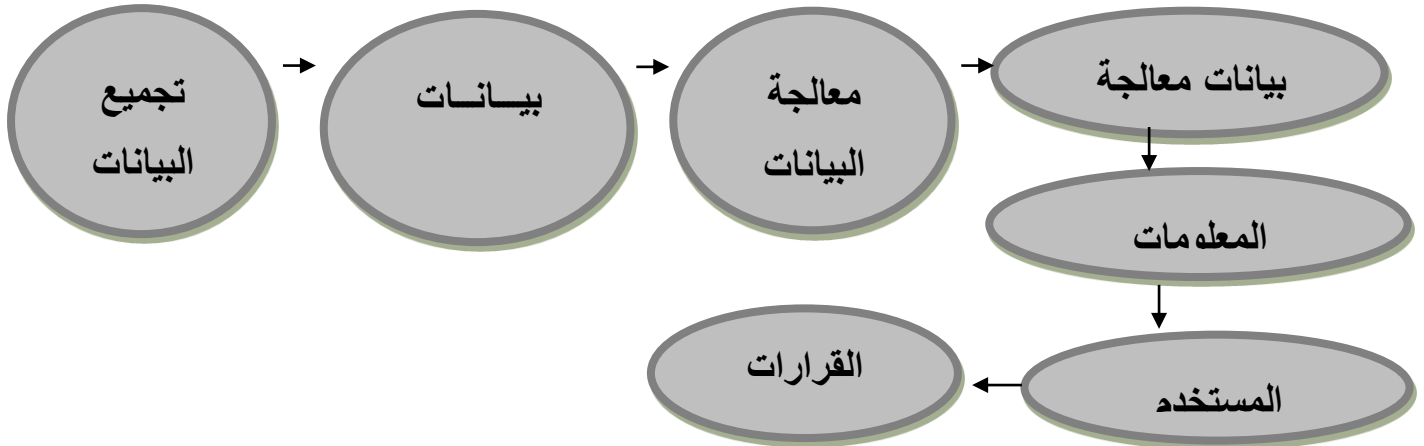 تجميع
البيانات
بيـــانـــات
معالجة
البيانات
بيانات معالجة
المعلومات
المستخدم
القرارات